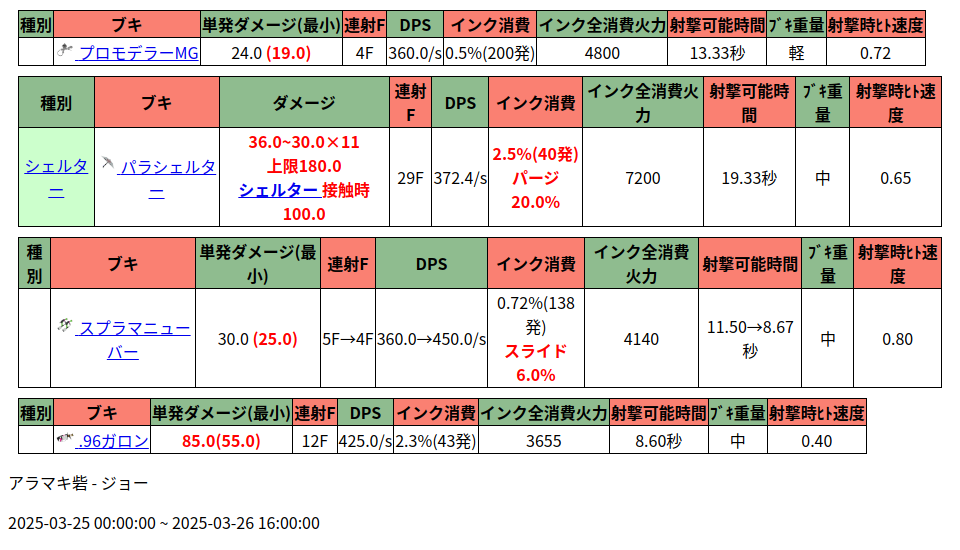 種別 ブキ 単発ダメージ(最小) 連射F DPS インク消費 インク全消費火力 射撃可能時間 ﾌﾞｷ重量 射撃時ﾋﾄ速度
プロモデラーMG 24.0 (19.0) 4F 360.0/s 0.5%(200発) 4800 13.33秒 軽 0.72
種別 ブキ ダメージ 連射F DPS インク消費 インク全消費火力 射撃可能時間 ﾌﾞｷ重量 射撃時ﾋﾄ速度
シェルター パラシェルター 36.0~30.0×11
上限180.0
シェルター 接触時
100.0 29F 372.4/s 2.5%(40発)
パージ
20.0% 7200 19.33秒 中 0.65
種別 ブキ 単発ダメージ(最小) 連射F DPS インク消費 インク全消費火力 射撃可能時間 ﾌﾞｷ重量 射撃時ﾋﾄ速度
スプラマニューバー 30.0 (25.0) 5F→4F 360.0→450.0/s 0.72%(138発)
スライド
6.0% 4140 11.50→8.67秒 中 0.80
種別 ブキ 単発ダメージ(最小) 連射F DPS インク消費 インク全消費火力 射撃可能時間 ﾌﾞｷ重量 射撃時ﾋﾄ速度
.96ガロン 85.0(55.0) 12F 425.0/s 2.3%(43発) 3655 8.60秒 中 0.40
アラマキ砦 - ジョー
2025-03-25 00:00:00 ~ 2025-03-26 16:00:00